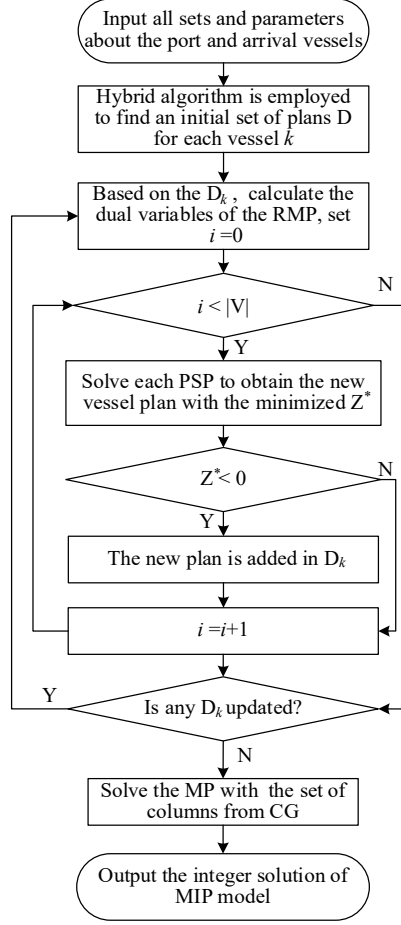 Input all sets and parameters
about the port and arrival vessels
Hybrid algorithm is employed
to find an initial set of plans D
for each vessel k
Based on the Dk , calculate the
dual variables of the RMP, set
i =0
N
i < |V|
Y
Solve each PSP to obtain the new
vessel plan with the minimized Z*
N
Z*< 0
Y
The new plan is added in Dk
i =i+1
Y
Is any Dk updated?
N
Solve the MP with the set of
columns from CG
Output the integer solution of
MIP model